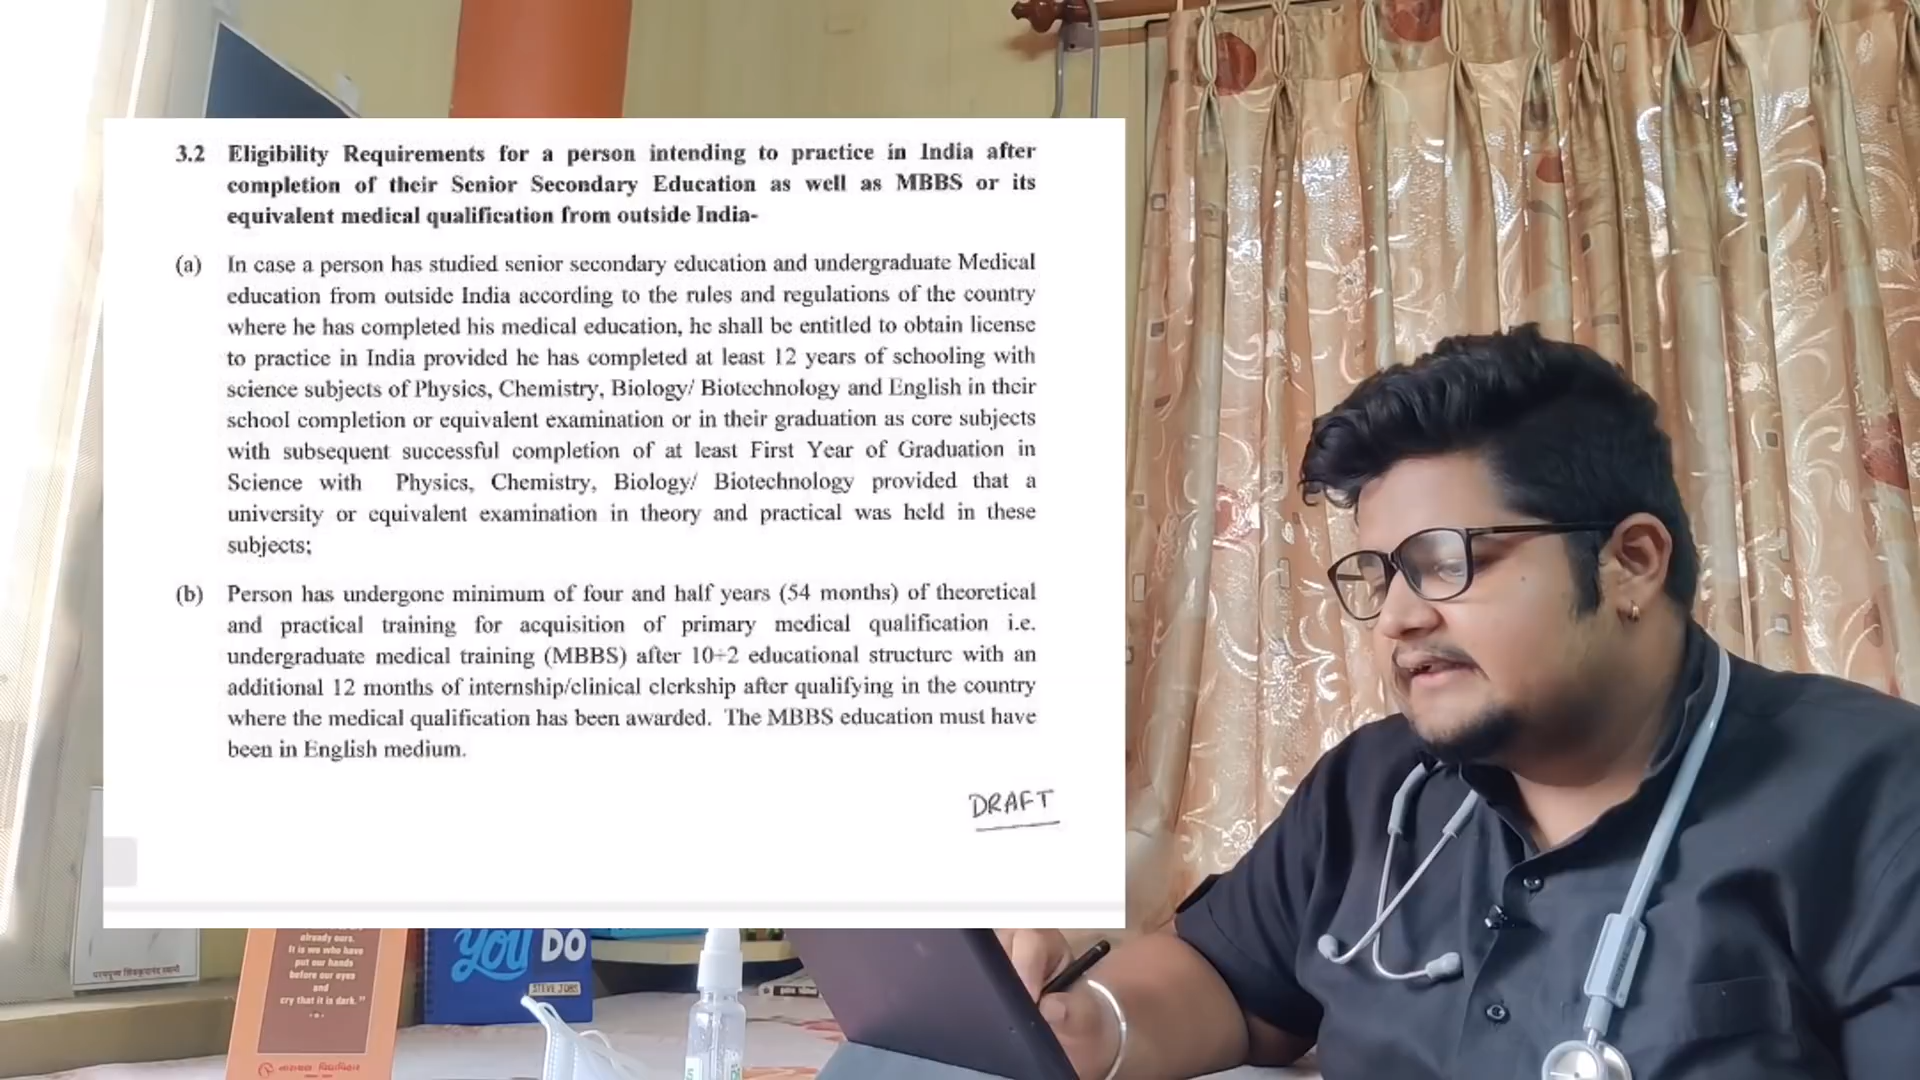 3.2 Eligibility Requirements for a person intending to practice in India after
completion of their Senior Secondary Education as well as MBBS or its
equivalent medical qualification from outside India-
(a) In case a person has studied senior secondary education and undergraduate Medical
education from outside India according to the rules and regulations of the country
where he has completed his medical education, he shall be entitled to obtain license
to practice in India provided he has completed at least 12 years of schooling with
science subjects of Physics, Chemistry, Biology/ Biotechnology and English in their
school completion or equivalent examination or in their graduation as core subjects
with subsequent successful completion of at least First Year of Graduation in
Science with Physics, Chemistry, Biology/ Biotechnology provided that a
university or equivalent examination in theory and practical was held in these
subjects;
(b) Person has undergone minimum of four and half years (54 months) of theoretical
and practical training for acquisition of primary medical qualification i.e.
undergraduate medical training (MBBS) after 10+2 educational structure with an
additional 12 months of internship/clinical clerkship after qualifying in the country
where the medical qualification has been awarded. The MBBS education must have
been in English medium.
DRAFT
already ours.
It is we who have
put our hands
before our eyes
and
cry that it is dark."
YOU DO
STEVE JOBS